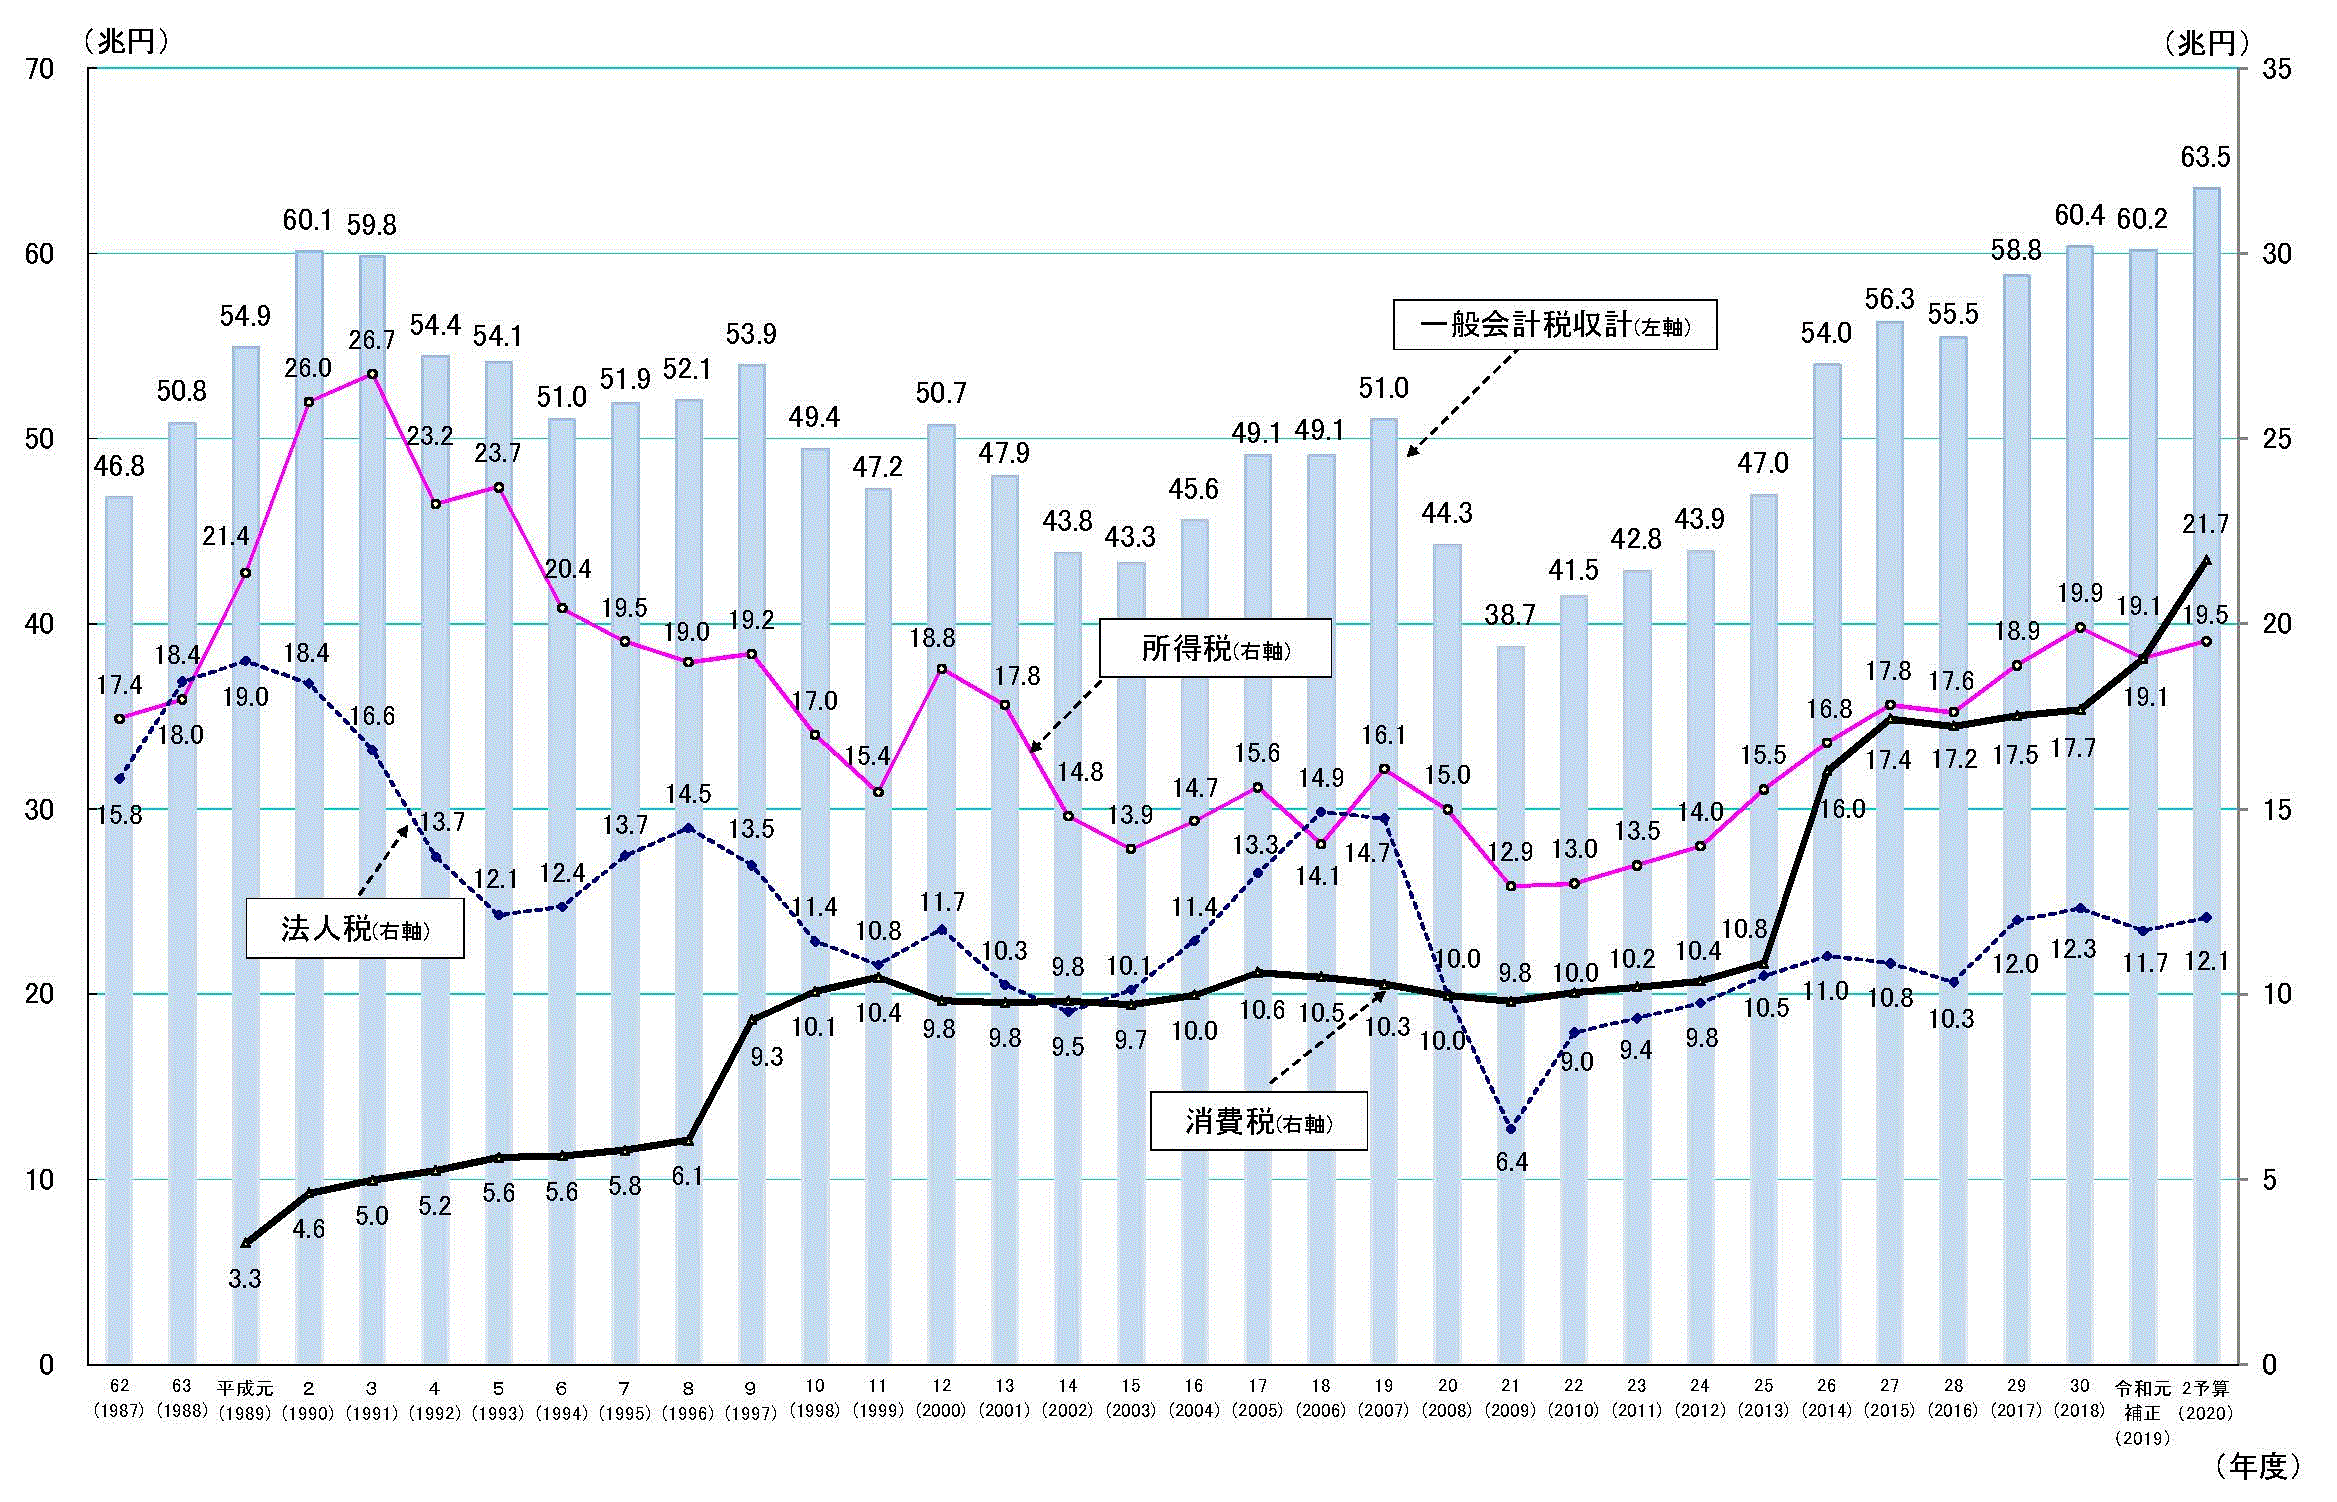 (兆円)
(兆円)
70
60
50
40
30
20
10
0
35
30
25
20
15
10
5
0
一般会計税収計(左軸)
所得税(右軸)
法人税(右軸)
消費税(右軸)
46.8 50.8 54.9 60.1 59.8 54.4 54.1 51.0 51.9 52.1 53.9 49.4 47.2 50.7 47.9 43.8 43.3 45.6 49.1 49.1 51.0 44.3 38.7 41.5 42.8 43.9 47.0 54.0 56.3 55.5 58.8 60.4 60.2 63.5
17.4 18.0 21.4 26.0 26.7 23.2 23.7 20.4 19.5 19.0 19.2 17.0 15.4 18.8 17.8 14.8 13.9 14.7 15.6 14.1 16.1 15.0 12.9 13.0 13.5 14.0 15.5 16.8 17.8 17.6 18.9 19.9 19.1 19.5
15.8 18.4 19.0 18.4 16.6 13.7 12.1 12.4 13.7 14.5 13.5 11.4 10.8 11.7 10.3 9.5 10.1 11.4 13.3 14.9 14.7 10.0 6.4 9.0 9.4 9.8 10.5 11.0 10.8 10.3 12.0 12.3 11.7 12.1
3.3 4.6 5.0 5.2 5.6 5.6 5.8 6.1 9.3 10.1 10.4 9.8 9.8 9.8 9.7 10.0 10.6 10.5 10.3 10.0 9.8 10.0 10.2 10.4 10.8 16.0 17.4 17.2 17.5 17.7 19.1 21.7
62 63 平成元 2 3 4 5 6 7 8 9 10 11 12 13 14 15 16 17 18 19 20 21 22 23 24 25 26 27 28 29 30 令和元 2予算
補正
(1987) (1988) (1989) (1990) (1991) (1992) (1993) (1994) (1995) (1996) (1997) (1998) (1999) (2000) (2001) (2002) (2003) (2004) (2005) (2006) (2007) (2008) (2009) (2010) (2011) (2012) (2013) (2014) (2015) (2016) (2017) (2018) (2019) (2020)
(年度)